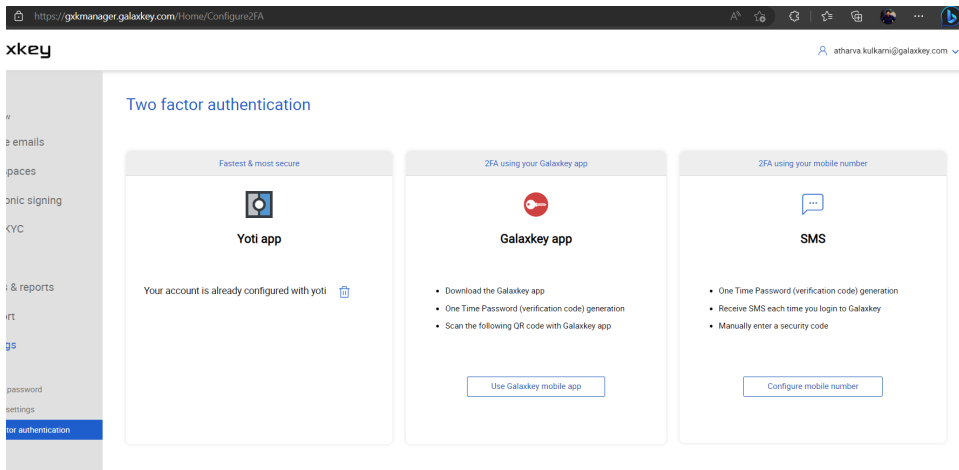 https://gxkmanager.galaxkey.com/Home/Configure2FA
xkey
atharva.kulkarni@galaxkey.com
w
e emails
spaces
onic signing
KYC
s & reports
ort
gs
password
settings
tor authentication
Two factor authentication
Fastest & most secure
Yoti app
Your account is already configured with yoti
2FA using your Galaxkey app
Galaxkey app
• Download the Galaxkey app
• One Time Password (verification code) generation
• Scan the following QR code with Galaxkey app
Use Galaxkey mobile app
2FA using your mobile number
SMS
• One Time Password (verification code) generation
• Receive SMS each time you login to Galaxkey
• Manually enter a security code
Configure mobile number